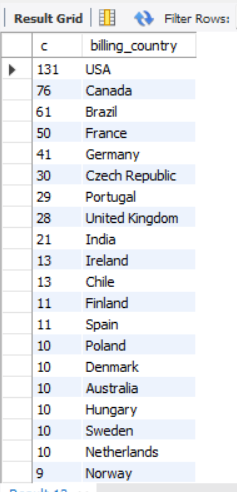 Result Grid Filter Rows:
c billing_country
131 USA
76 Canada
61 Brazil
50 France
41 Germany
30 Czech Republic
29 Portugal
28 United Kingdom
21 India
13 Ireland
13 Chile
11 Finland
11 Spain
10 Poland
10 Denmark
10 Australia
10 Hungary
10 Sweden
10 Netherlands
9 Norway